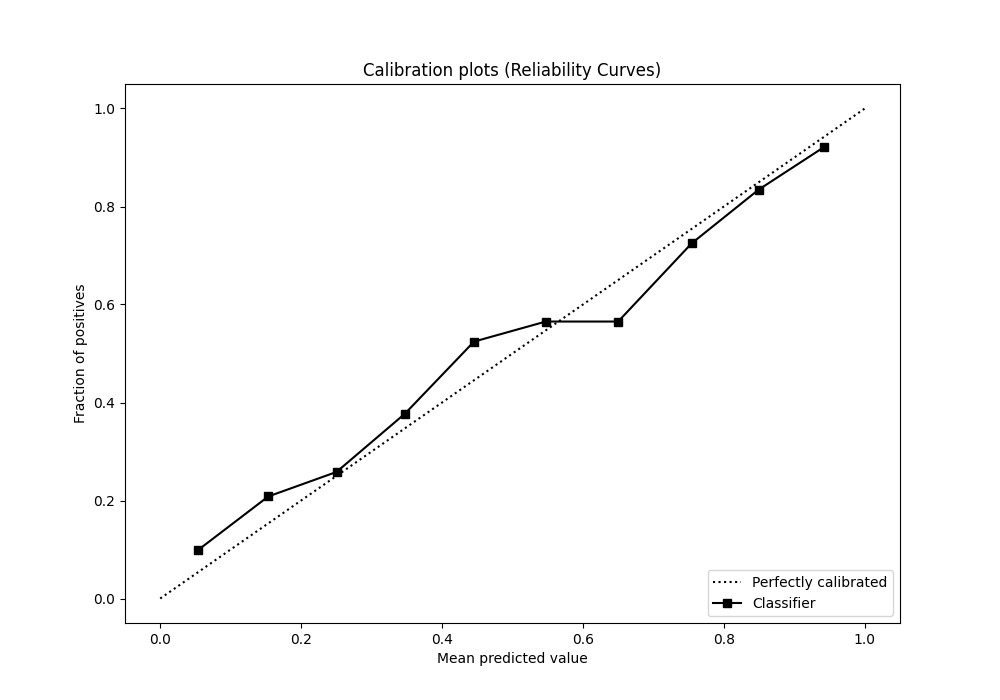 Calibration plots (Reliability Curves)
1.0
0.8
0.6
0.4
0.2
0.0
Fraction of positives
0.0 0.2 0.4 0.6 0.8 1.0
Mean predicted value
Perfectly calibrated
Classifier